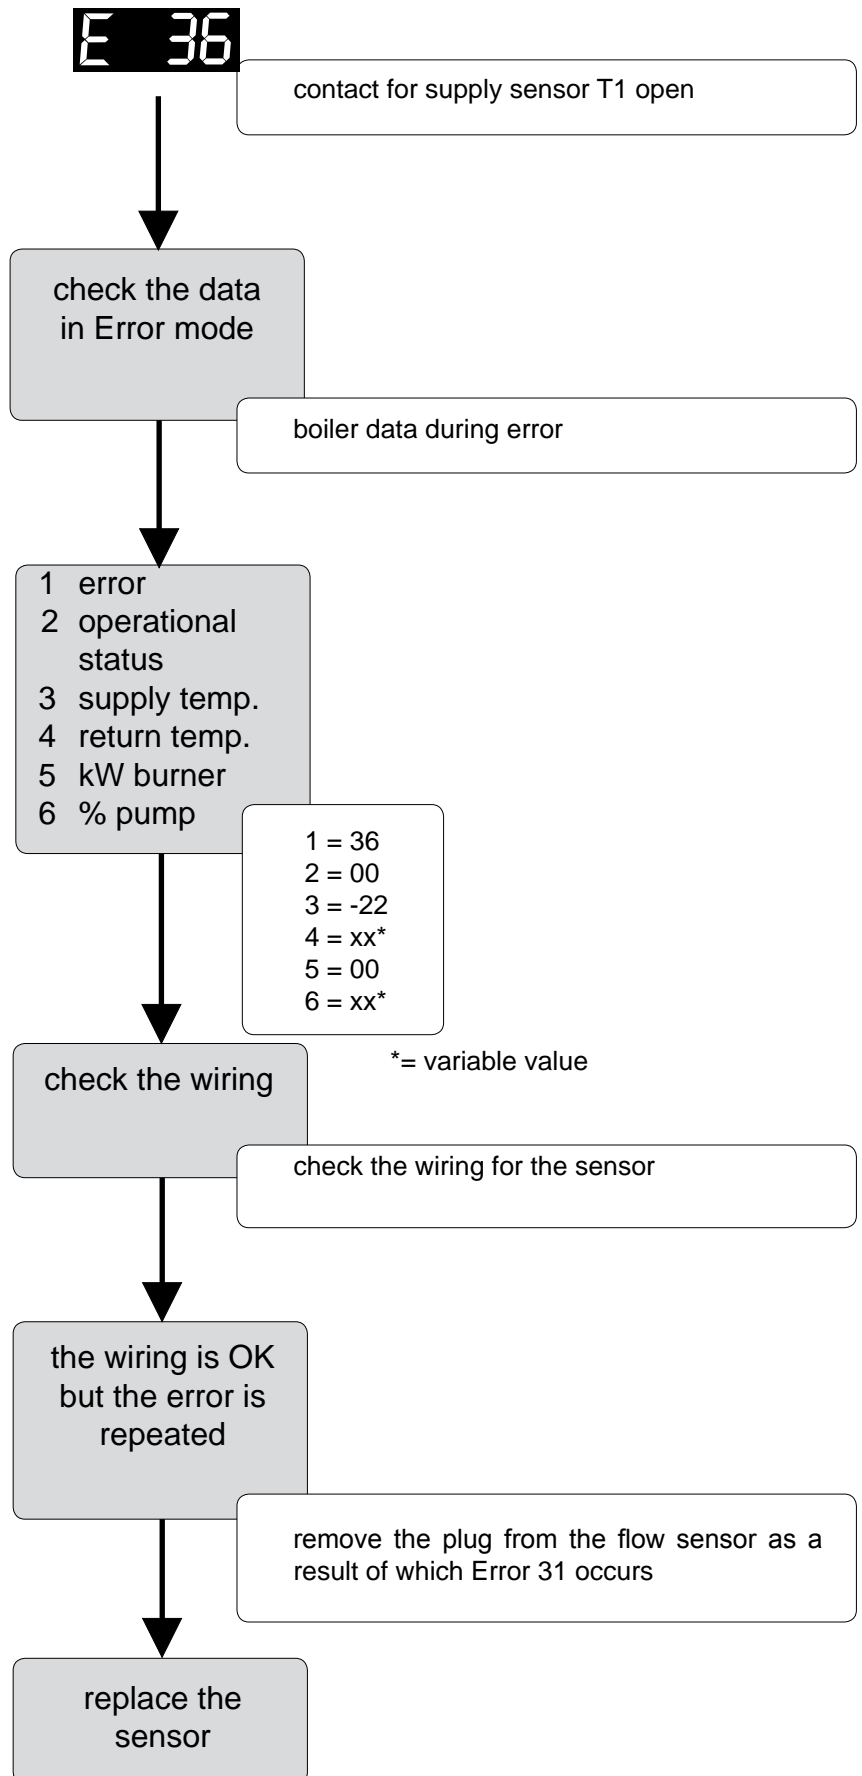 E 36
contact for supply sensor T1 open
check the data
in Error mode
boiler data during error
1 error
2 operational
status
3 supply temp.
4 return temp.
5 kW burner
6 % pump
1 = 36
2 = 00
3 = -22
4 = xx*
5 = 00
6 = xx*
*= variable value
check the wiring
check the wiring for the sensor
the wiring is OK
but the error is
repeated
remove the plug from the flow sensor as a
result of which Error 31 occurs
replace the
sensor